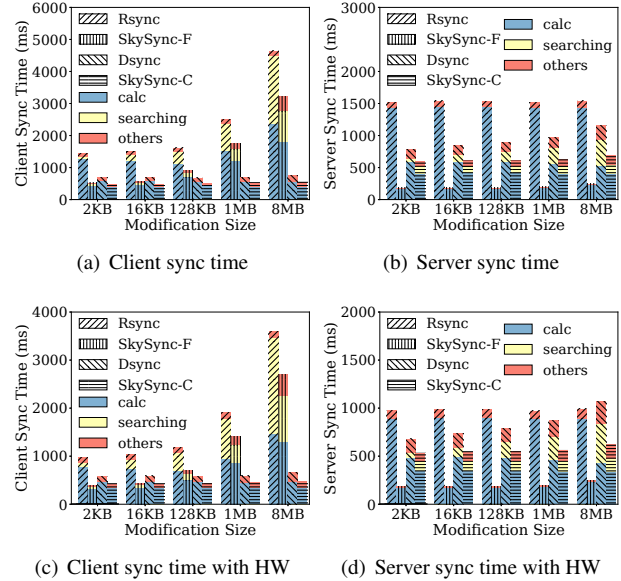 (a) Client sync time
Client Sync Time (ms)
6000
5000
4000
3000
2000
1000
0
Rsync
SkySync-F
Dsync
SkySync-C
calc
searching
others
2KB 16KB 128KB 1MB 8MB
Modification Size
(b) Server sync time
Server Sync Time (ms)
3000
2500
2000
1500
1000
500
0
Rsync
SkySync-F
Dsync
SkySync-C
calc
searching
others
2KB 16KB 128KB 1MB 8MB
Modification Size
(c) Client sync time with HW
Client Sync Time (ms)
4000
3000
2000
1000
0
Rsync
SkySync-F
Dsync
SkySync-C
calc
searching
others
2KB 16KB 128KB 1MB 8MB
Modification Size
(d) Server sync time with HW
Server Sync Time (ms)
2000
1500
1000
500
0
Rsync
SkySync-F
Dsync
SkySync-C
calc
searching
others
2KB 16KB 128KB 1MB 8MB
Modification Size